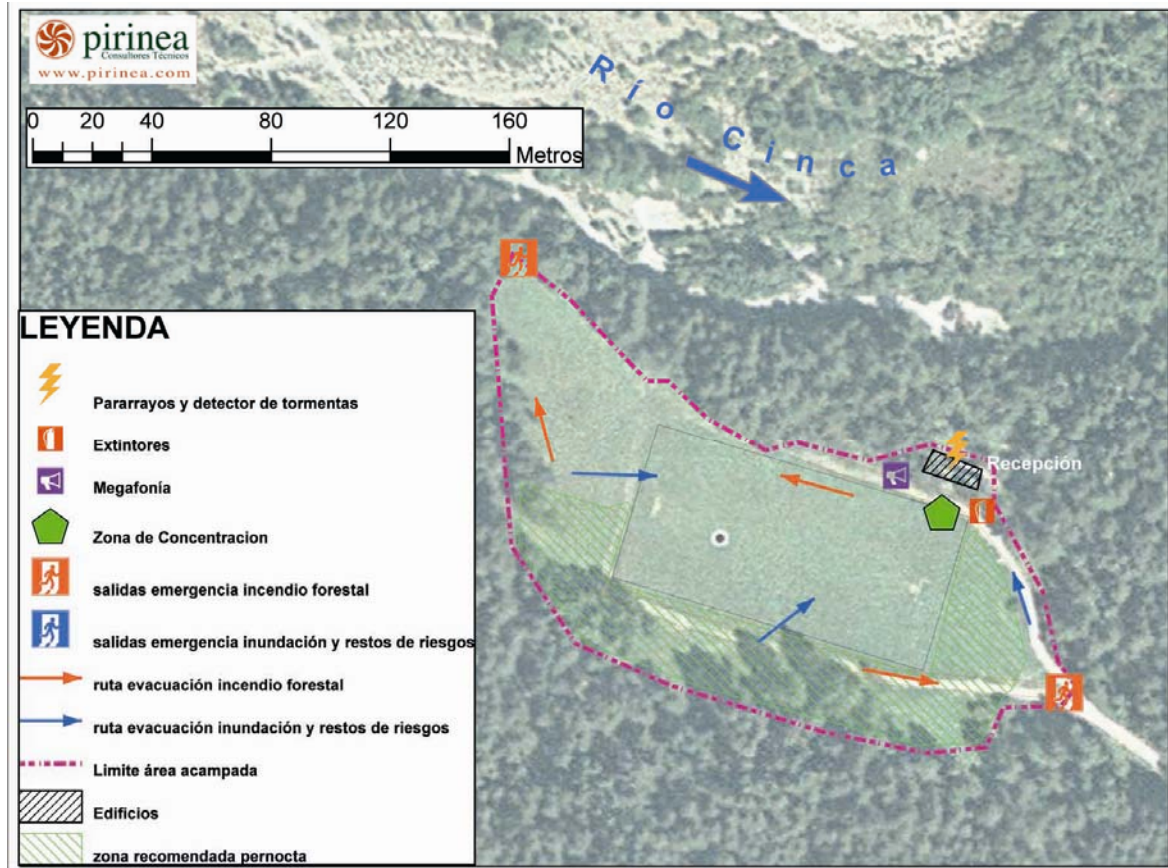 pirinea
Consultores Técnicos
www.pirinea.com
0 20 40 80 120 160
Metros
Río Cinca
LEYENDA
Pararrayos y detector de tormentas
Extintores
Megafonía
Zona de Concentracion
salidas emergencia incendio forestal
salidas emergencia inundación y restos de riesgos
ruta evacuación incendio forestal
ruta evacuación inundación y restos de riesgos
Limite área acampada
Edificios
zona recomendada pernocta
Recepción